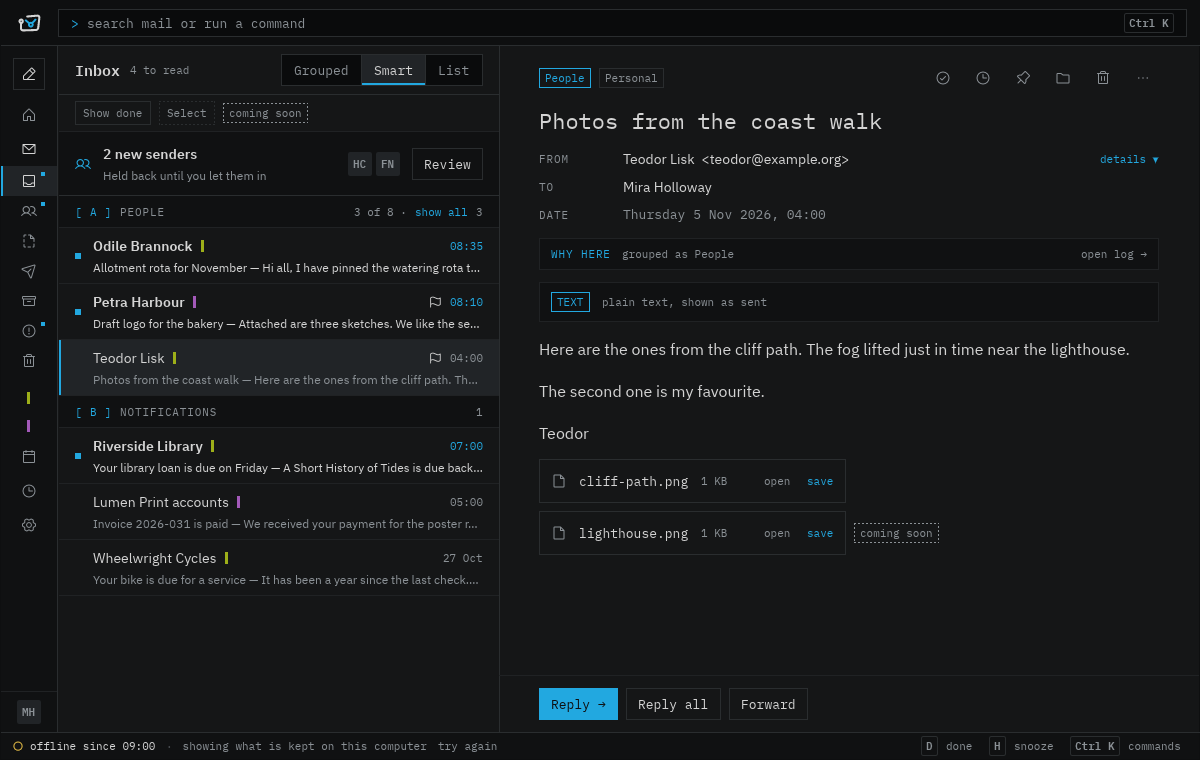 > search mail or run a command Ctrl K
Inbox 4 to read Grouped Smart List
Show done Select coming soon
2 new senders
Held back until you let them in
HC FN Review
[ A ] PEOPLE 3 of 8 · show all 3
Odile Brannock 08:35
Allotment rota for November — Hi all, I have pinned the watering rota t…
Petra Harbour 08:10
Draft logo for the bakery — Attached are three sketches. We like the se…
Teodor Lisk 04:00
Photos from the coast walk — Here are the ones from the cliff path. Th…
[ B ] NOTIFICATIONS 1
Riverside Library 07:00
Your library loan is due on Friday — A Short History of Tides is due back…
Lumen Print accounts 05:00
Invoice 2026-031 is paid — We received your payment for the poster r…
Wheelwright Cycles 27 Oct
Your bike is due for a service — It has been a year since the last check.…
MH
People Personal
Photos from the coast walk
FROM Teodor Lisk <teodor@example.org> details ▾
TO Mira Holloway
DATE Thursday 5 Nov 2026, 04:00
WHY HERE grouped as People open log →
TEXT plain text, shown as sent
Here are the ones from the cliff path. The fog lifted just in time near the lighthouse.
The second one is my favourite.
Teodor
cliff-path.png 1 KB open save
lighthouse.png 1 KB open save coming soon
Reply → Reply all Forward
offline since 09:00 · showing what is kept on this computer try again
D done H snooze Ctrl K commands